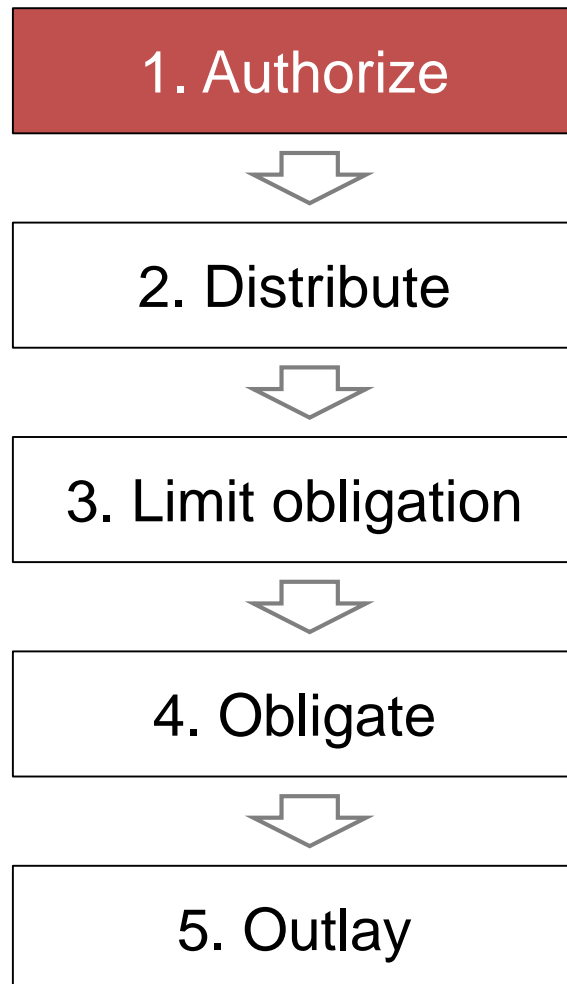 1. Authorize
2. Distribute
3. Limit obligation
4. Obligate
5. Outlay